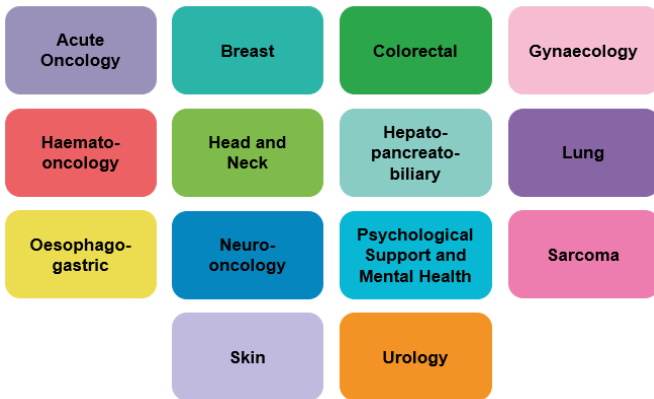 Acute
Oncology
Breast
Colorectal
Gynaecology
Haemato-
oncology
Head and
Neck
Hepato-
pancreato-
biliary
Lung
Oesophago-
gastric
Neuro-
oncology
Psychological
Support and
Mental Health
Sarcoma
Skin
Urology